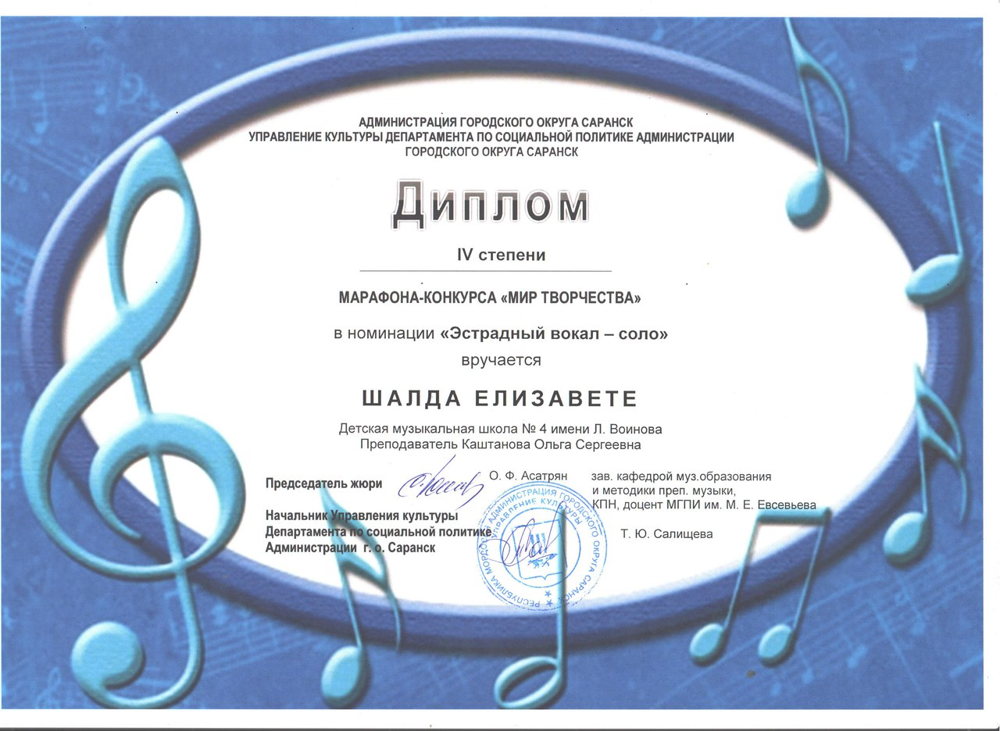 АДМИНИСТРАЦИЯ ГОРОДСКОГО ОКРУГА САРАНСК
УПРАВЛЕНИЕ КУЛЬТУРЫ ДЕПАРТАМЕНТА ПО СОЦИАЛЬНОЙ ПОЛИТИКЕ АДМИНИСТРАЦИИ
ГОРОДСКОГО ОКРУГА САРАНСК
Диплом
IV степени
МАРАФОНА-КОНКУРСА «МИР ТВОРЧЕСТВА»
в номинации «Эстрадный вокал – соло»
вручается
ШАЛДА ЕЛИЗАВЕТЕ
Детская музыкальная школа № 4 имени Л. Воинова
Преподаватель Каштанова Ольга Сергеевна
Председатель жюри О. Ф. Асатрян зав. кафедрой муз.образования
и методики преп. музыки,
КПН, доцент МГПИ им. М. Е. Евсевьева
Начальник Управления культуры
Департамента по социальной политике
Администрации г. о. Саранск
Т. Ю. Салищева
АДМИНИСТРАЦИЯ ГОРОДСКОГО ОКРУГА САРАНСК
РЕСПУБЛИКА МОРДОВИЯ
УПРАВЛЕНИЕ КУЛЬТУРЫ